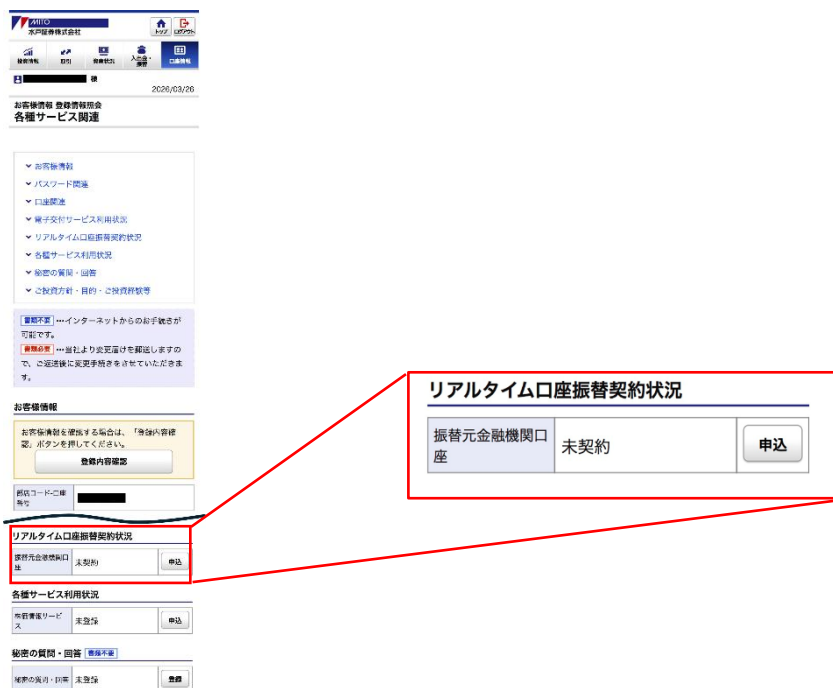 MITO
水戸証券株式会社
トップ
ログアウト
投資情報
取引
資産状況
入出金・
振替
口座情報
様
2026/03/26
お客様情報 登録情報照会
各種サービス関連
お客様情報
パスワード関連
口座関連
電子交付サービス利用状況
リアルタイム口座振替契約状況
各種サービス利用状況
秘密の質問・回答
ご投資方針・目的・ご投資経験等
書類不要 …インターネットからのお手続きが
可能です。
書類必要 …当社より変更届けを郵送しますの
で、ご返送後に変更手続きをさせていただきま
す。
お客様情報
お客様情報を確認する場合は、「登録内容確
認」ボタンを押してください。
登録内容確認
部店コード-口座
番号
リアルタイム口座振替契約状況
振替元金融機関口
座
未契約
申込
各種サービス利用状況
株価情報サービ
ス
未登録
申込
秘密の質問・回答 書類不要
秘密の質問・回答
未登録
登録
リアルタイム口座振替契約状況
振替元金融機関口
座
未契約
申込